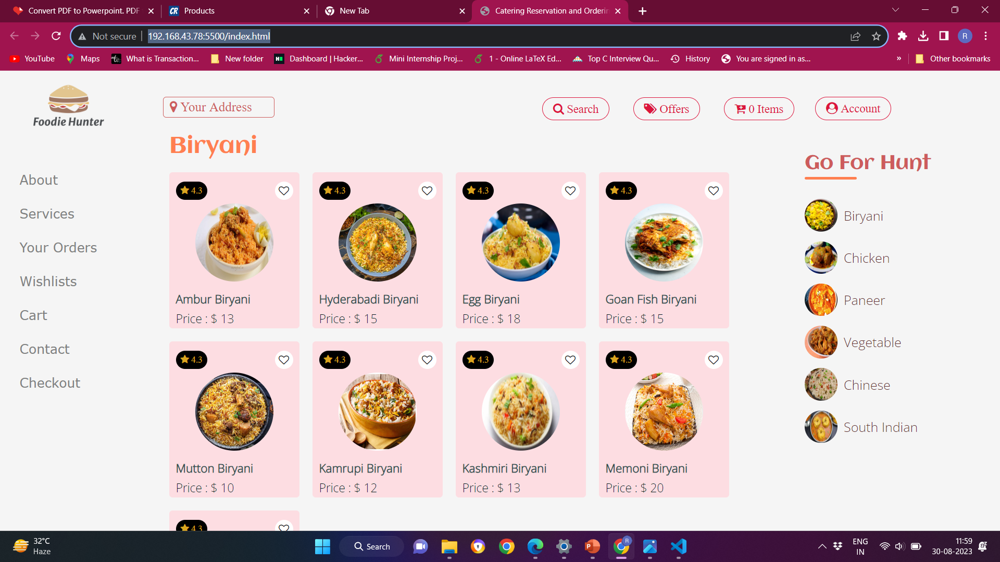 Convert PDF to Powerpoint. PDF
Products
New Tab
Catering Reservation and Orderin
Not secure
192.168.43.78:5500/index.html
R
YouTube
Maps
What is Transaction...
New folder
Dashboard | Hacker...
Mini Internship Proj...
1 - Online LaTeX Ed...
Top C Interview Qu...
History
You are signed in as...
»
Other bookmarks
Foodie Hunter
Your Address
Search
Offers
0 Items
Account
About
Services
Your Orders
Wishlists
Cart
Contact
Checkout
Biryani
4.3
Ambur Biryani
Price : $ 13
4.3
Hyderabadi Biryani
Price : $ 15
4.3
Egg Biryani
Price : $ 18
4.3
Goan Fish Biryani
Price : $ 15
4.3
Mutton Biryani
Price : $ 10
4.3
Kamrupi Biryani
Price : $ 12
4.3
Kashmiri Biryani
Price : $ 13
4.3
Memoni Biryani
Price : $ 20
4.3
Go For Hunt
Biryani
Chicken
Paneer
Vegetable
Chinese
South Indian
32°C
Haze
Search
ENG
IN
11:59
30-08-2023